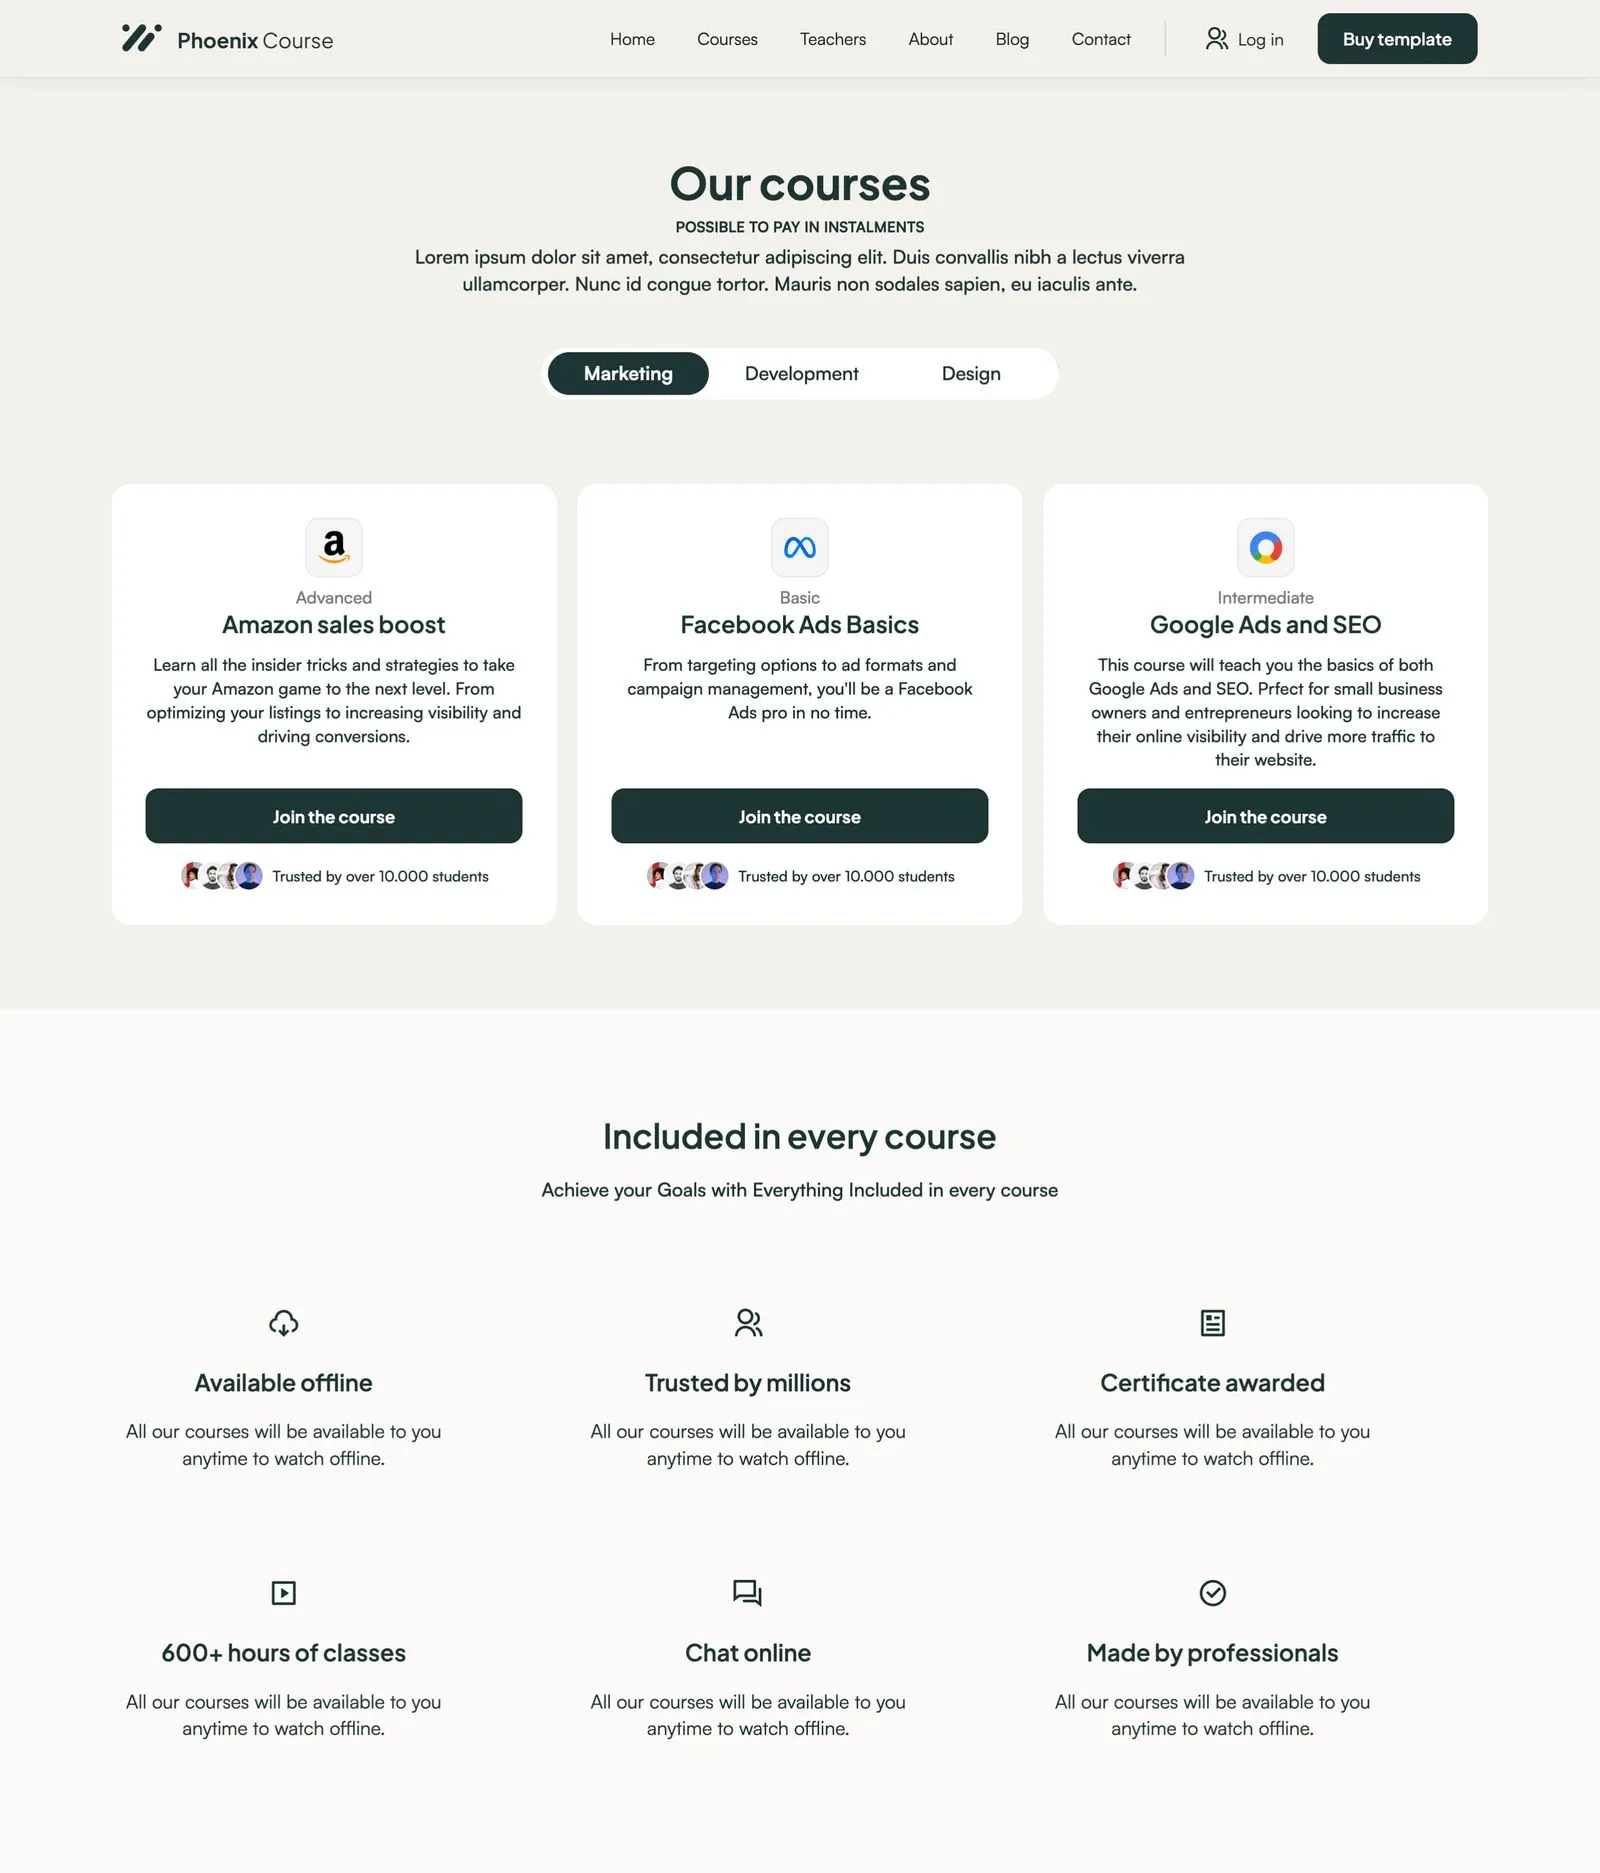 Phoenix Course
Home
Courses
Teachers
About
Blog
Contact
Log in
Buy template
Our courses
POSSIBLE TO PAY IN INSTALMENTS
Lorem ipsum dolor sit amet, consectetur adipiscing elit. Duis convallis nibh a lectus viverra
ullamcorper. Nunc id congue tortor. Mauris non sodales sapien, eu iaculis ante.
Marketing
Development
Design
Advanced
Amazon sales boost
Learn all the insider tricks and strategies to take
your Amazon game to the next level. From
optimizing your listings to increasing visibility and
driving conversions.
Join the course
Trusted by over 10.000 students
Basic
Facebook Ads Basics
From targeting options to ad formats and
campaign management, you'll be a Facebook
Ads pro in no time.
Join the course
Trusted by over 10.000 students
Intermediate
Google Ads and SEO
This course will teach you the basics of both
Google Ads and SEO. Prfect for small business
owners and entrepreneurs looking to increase
their online visibility and drive more traffic to
their website.
Join the course
Trusted by over 10.000 students
Included in every course
Achieve your Goals with Everything Included in every course
Available offline
All our courses will be available to you
anytime to watch offline.
Trusted by millions
All our courses will be available to you
anytime to watch offline.
Certificate awarded
All our courses will be available to you
anytime to watch offline.
600+ hours of classes
All our courses will be available to you
anytime to watch offline.
Chat online
All our courses will be available to you
anytime to watch offline.
Made by professionals
All our courses will be available to you
anytime to watch offline.